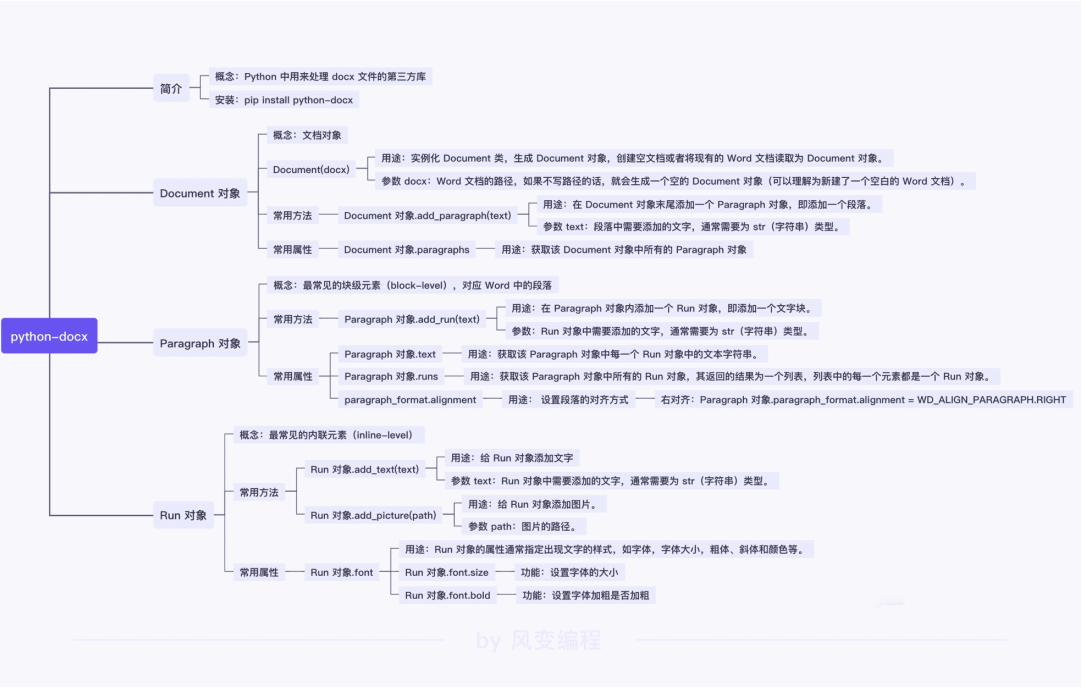 python-docx
简介
概念：Python 中用来处理 docx 文件的第三方库
安装：pip install python-docx
Document 对象
概念：文档对象
Document(docx)
用途：实例化 Document 类，生成 Document 对象，创建空文档或者将现有的 Word 文档读取为 Document 对象。
参数 docx：Word 文档的路径，如果不写路径的话，就会生成一个空的 Document 对象（可以理解为新建了一个空白的 Word 文档）。
常用方法
Document 对象.add_paragraph(text)
用途：在 Document 对象末尾添加一个 Paragraph 对象，即添加一个段落。
参数 text：段落中需要添加的文字，通常需要为 str（字符串）类型。
常用属性
Document 对象.paragraphs
用途：获取该 Document 对象中所有的 Paragraph 对象
Paragraph 对象
概念：最常见的块级元素（block-level），对应 Word 中的段落
常用方法
Paragraph 对象.add_run(text)
用途：在 Paragraph 对象内添加一个 Run 对象，即添加一个文字块。
参数：Run 对象中需要添加的文字，通常需要为 str（字符串）类型。
常用属性
Paragraph 对象.text
用途：获取该 Paragraph 对象中每一个 Run 对象中的文本字符串。
Paragraph 对象.runs
用途：获取该 Paragraph 对象中所有的 Run 对象，其返回的结果为一个列表，列表中的每一个元素都是一个 Run 对象。
paragraph_format.alignment
用途： 设置段落的对齐方式
右对齐：Paragraph 对象.paragraph_format.alignment = WD_ALIGN_PARAGRAPH.RIGHT
Run 对象
概念：最常见的内联元素（inline-level）
常用方法
Run 对象.add_text(text)
用途：给 Run 对象添加文字
参数 text：Run 对象中需要添加的文字，通常需要为 str（字符串）类型。
Run 对象.add_picture(path)
用途：给 Run 对象添加图片。
参数 path：图片的路径。
常用属性
Run 对象.font
用途：Run 对象的属性通常指定出现文字的样式，如字体，字体大小，粗体、斜体和颜色等。
Run 对象.font.size
功能：设置字体的大小
Run 对象.font.bold
功能：设置字体加粗是否加粗
by 风变编程